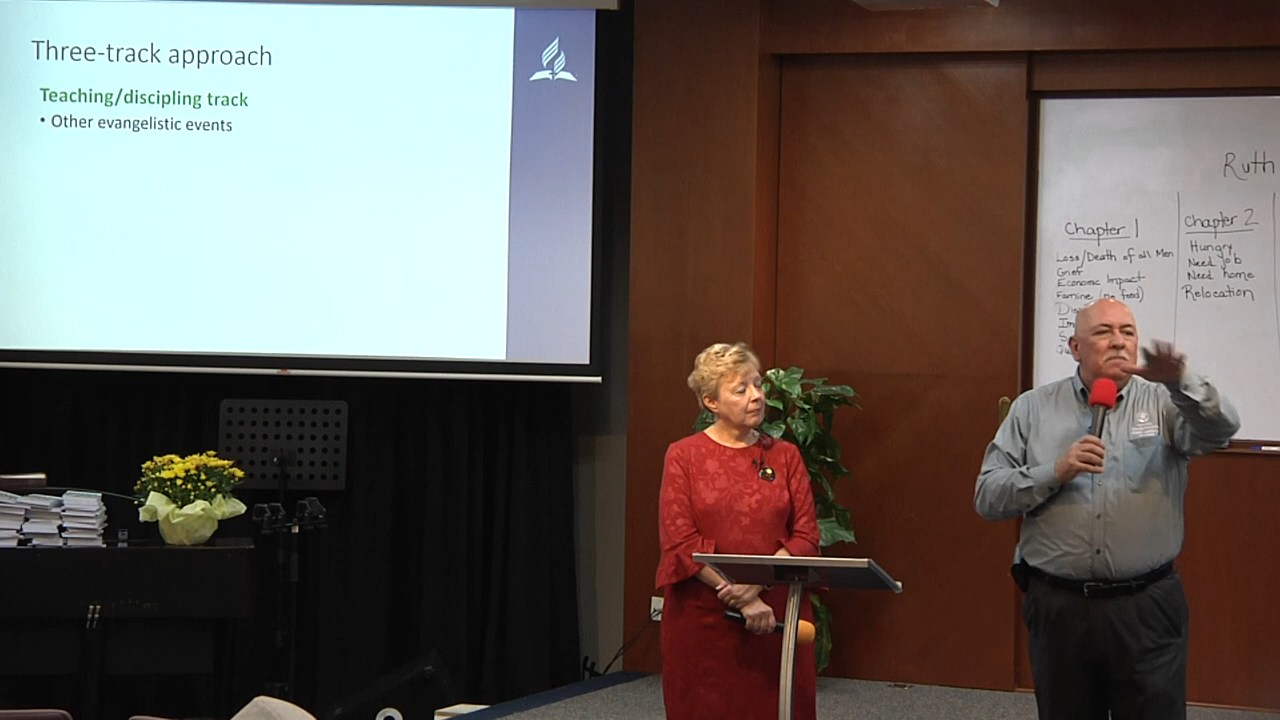 Three-track approach
Teaching/discipling track
• Other evangelistic events
Ruth
Chapter 1
Loss/Death of all Men
Grief
Economic Impact
Famine (no food)
Chapter 2
Hungry
Need job
Need home
Relocation